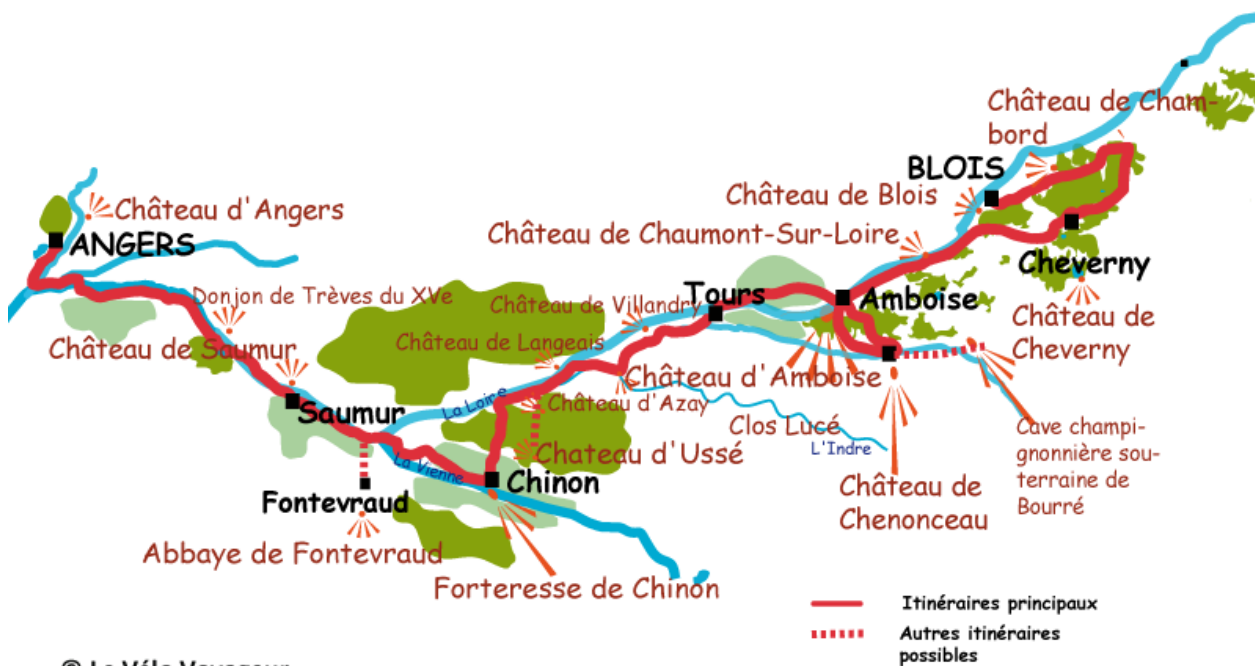 Château de Cham-
bord
BLOIS
Château de Blois
Château d'Angers
ANGERS
Château de Chaumont-Sur-Loire
Cheverny
Donjon de Trèves du XVe
Château de Villandry
Tours
Amboise
Château de
Cheverny
Château de Saumur
Château de Langeais
Château d'Amboise
La Loire
Château d'Azay
Saumur
Clos Lucé
L'Indre
Cave champi-
gnonnière sou-
terraine de
Bourré
Chateau d'Ussé
La Vienne
Chinon
Château de
Chenonceau
Fontevraud
Abbaye de Fontevraud
Forteresse de Chinon
Itinéraires principaux
Autres itinéraires
possibles
© Le Vélo Voyageur